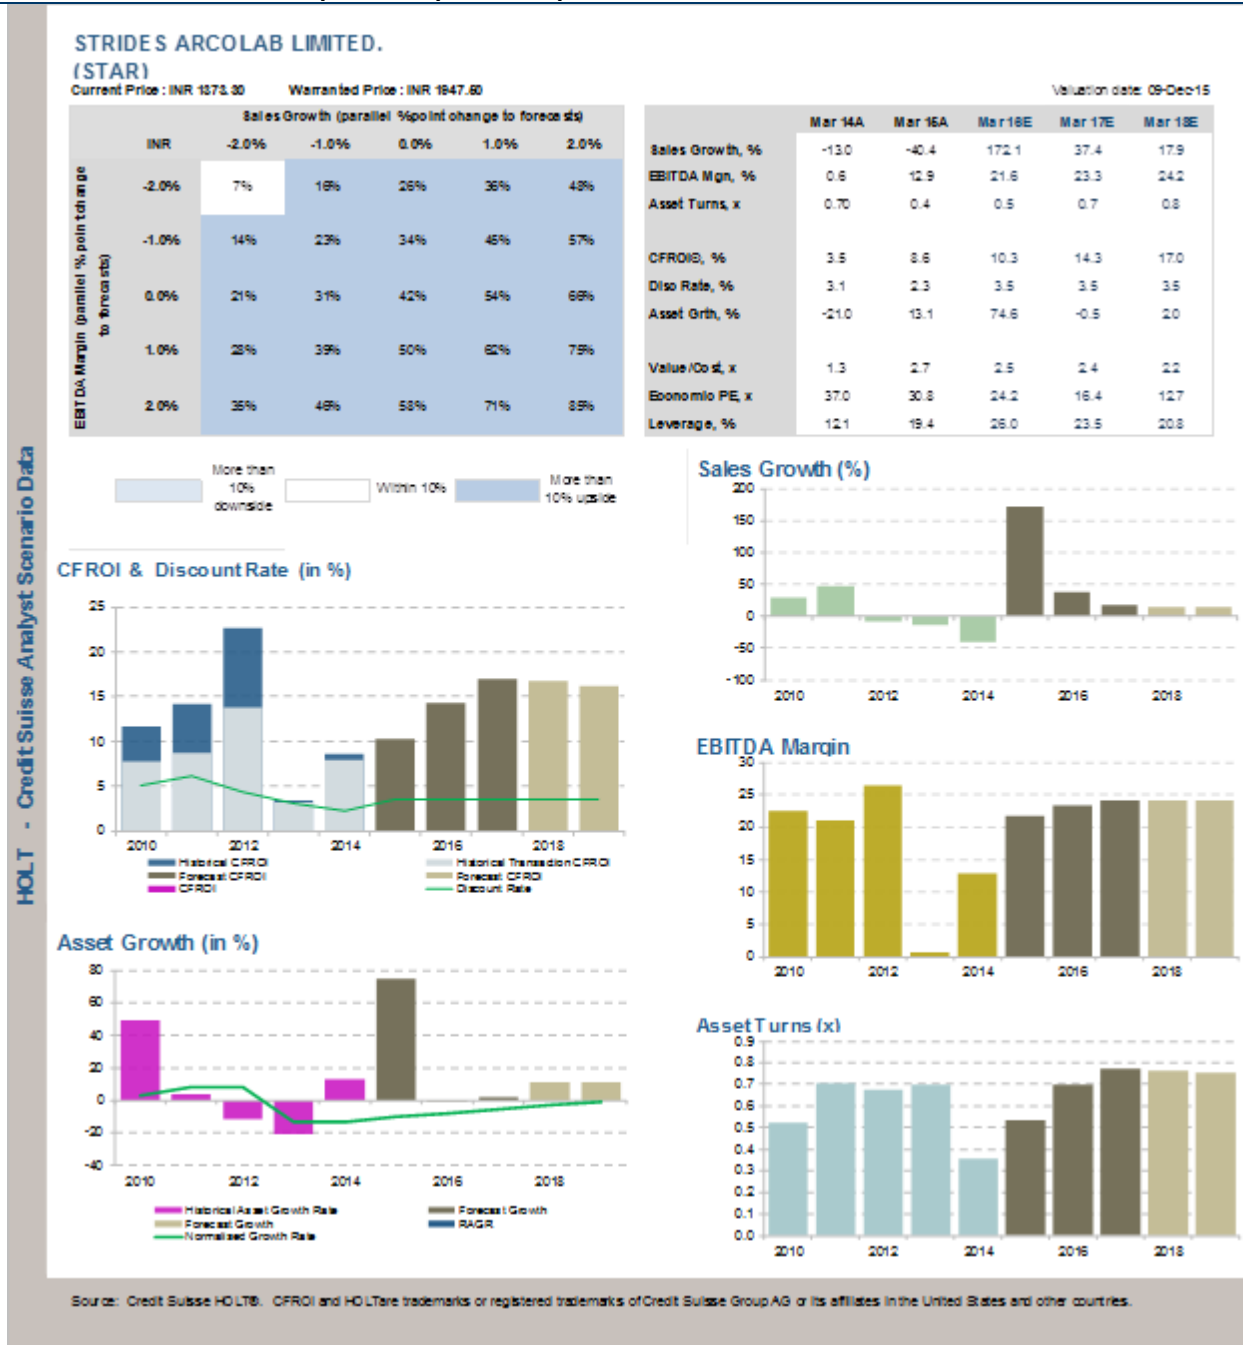 STRIDES ARCOLAB LIMITED.
(STAR)
Current Price : INR 1373.30 Warranted Price : INR 1947.60 Valuation date: 09-Dec-15
Sales Growth (parallel %point change to forecasts)
INR -2.0% -1.0% 0.0% 1.0% 2.0%
EBITDA Margin (parallel % point change to forecasts)
-2.0% 7% 16% 26% 36% 48%
-1.0% 14% 23% 34% 45% 57%
0.0% 21% 31% 42% 54% 66%
1.0% 28% 39% 50% 62% 75%
2.0% 35% 46% 58% 71% 85%
More than 10% downside
Within 10%
More than 10% upside
Mar 14A Mar 15A Mar 16E Mar 17E Mar 18E
Sales Growth, % -13.0 -40.4 172.1 37.4 17.9
EBITDA Mgn, % 0.6 12.9 21.6 23.3 24.2
Asset Turns, x 0.70 0.4 0.5 0.7 0.8
CFROI®, % 3.5 8.6 10.3 14.3 17.0
Disc Rate, % 3.1 2.3 3.5 3.5 3.5
Asset Grth, % -21.0 13.1 74.6 -0.5 2.0
Value/Cost, x 1.3 2.7 2.5 2.4 2.2
Economic PE, x 37.0 30.8 24.2 16.4 12.7
Leverage, % 12.1 19.4 26.0 23.5 20.8
HOLT - Credit Suisse Analyst Scenario Data
CFROI & Discount Rate (in %)
25
20
15
10
5
0
2010 2012 2014 2016 2018
Historical CFROI Historical Transaction CFROI
Forecast CFROI Forecast CFROI
CFROI Discount Rate
Asset Growth (in %)
80
60
40
20
0
-20
-40
2010 2012 2014 2016 2018
Historical Asset Growth Rate Forecast Growth
Forecast Growth RAGR
Normalised Growth Rate
Sales Growth (%)
200
150
100
50
0
-50
-100
2010 2012 2014 2016 2018
EBITDA Margin
30
25
20
15
10
5
0
2010 2012 2014 2016 2018
Asset Turns (x)
0.9
0.8
0.7
0.6
0.5
0.4
0.3
0.2
0.1
0.0
2010 2012 2014 2016 2018
Source: Credit Suisse HOLT®. CFROI and HOLT are trademarks or registered trademarks of Credit Suisse Group AG or its affiliates in the United States and other countries.